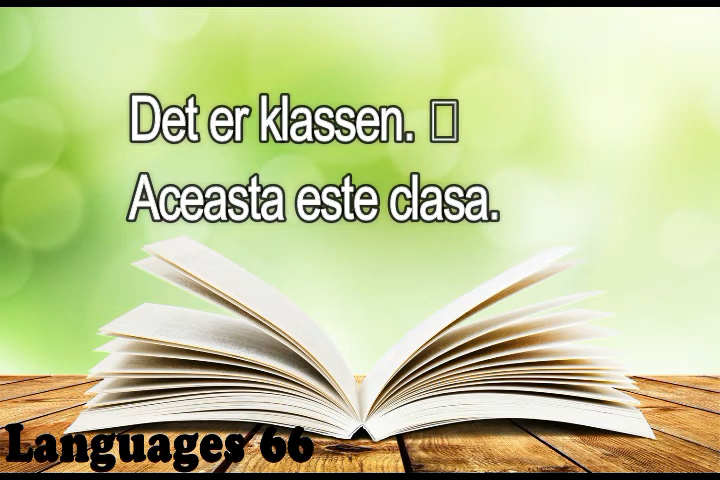 Det er klassen. 
Aceasta este clasa.
Languages 66